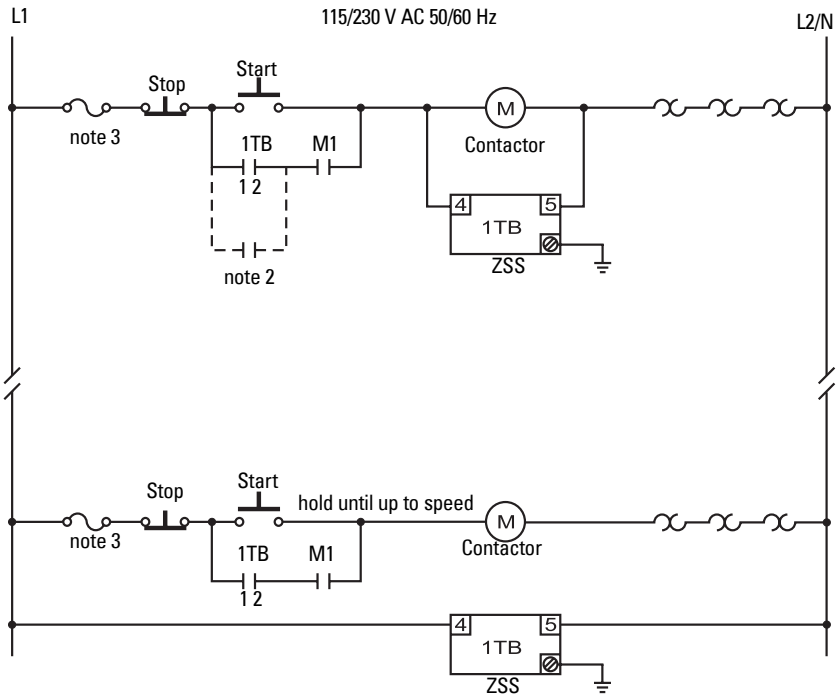 L1
115/230 V AC 50/60 Hz
L2/N
Stop
Start
note 3
M
Contactor
1TB
M1
1 2
note 2
4
5
1TB
ZSS
Stop
Start
hold until up to speed
note 3
M
Contactor
1TB
M1
1 2
4
5
1TB
ZSS